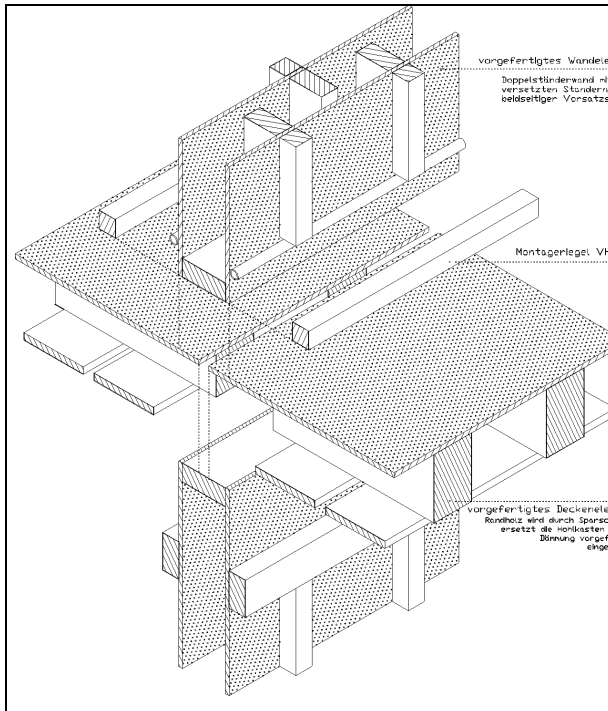 vorgefertigtes Wandele
Doppelständerwand mi
versetzten Ständern
beidseitiger Vorsatzs
Montageriegel VH
vorgefertigtes Deckenele
Randholz wird durch Sparsc
ersetzt die Hohlkasten
Dämmung vorgef
einge